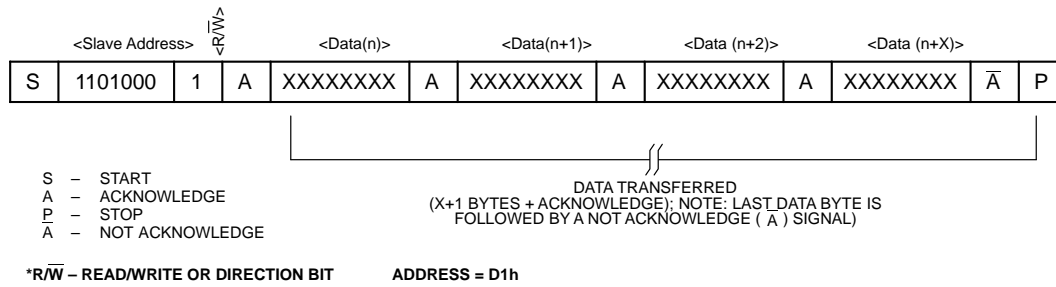 <Slave Address> <R/W̅> <Data(n)> <Data(n+1)> <Data (n+2)> <Data (n+X)>
S 1101000 1 A XXXXXXXX A XXXXXXXX A XXXXXXXX A XXXXXXXX A̅ P
S – START
A – ACKNOWLEDGE
P – STOP
A̅ – NOT ACKNOWLEDGE
DATA TRANSFERRED
(X+1 BYTES + ACKNOWLEDGE); NOTE: LAST DATA BYTE IS
FOLLOWED BY A NOT ACKNOWLEDGE ( A̅ ) SIGNAL)
*R/W̅ – READ/WRITE OR DIRECTION BIT ADDRESS = D1h